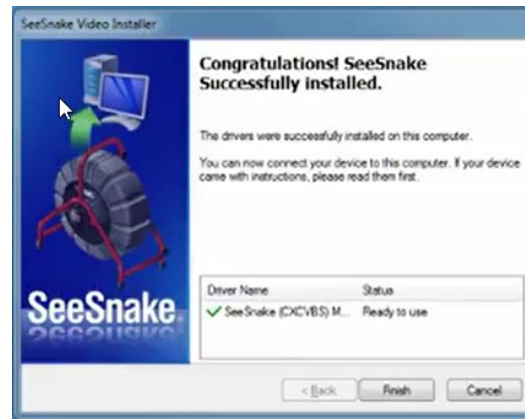 SeeSnake Video Installer
Congratulations! SeeSnake
Successfully installed.
The drivers were successfully installed on this computer.
You can now connect your device to this computer. If your device
came with instructions, please read them first.
Driver Name Status
SeeSnake (CXCVBS) M... Ready to use
SeeSnake
< Back Finish Cancel